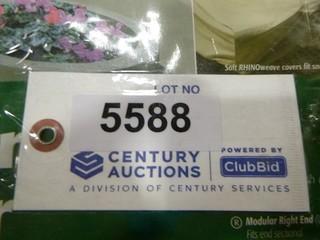 Soft RHINOweave covers fit
LOT NO
5588
CENTURY AUCTIONS
POWERED BY
ClubBid
A DIVISION OF CENTURY SERVICES
® Modular Right End
Fits end sectional